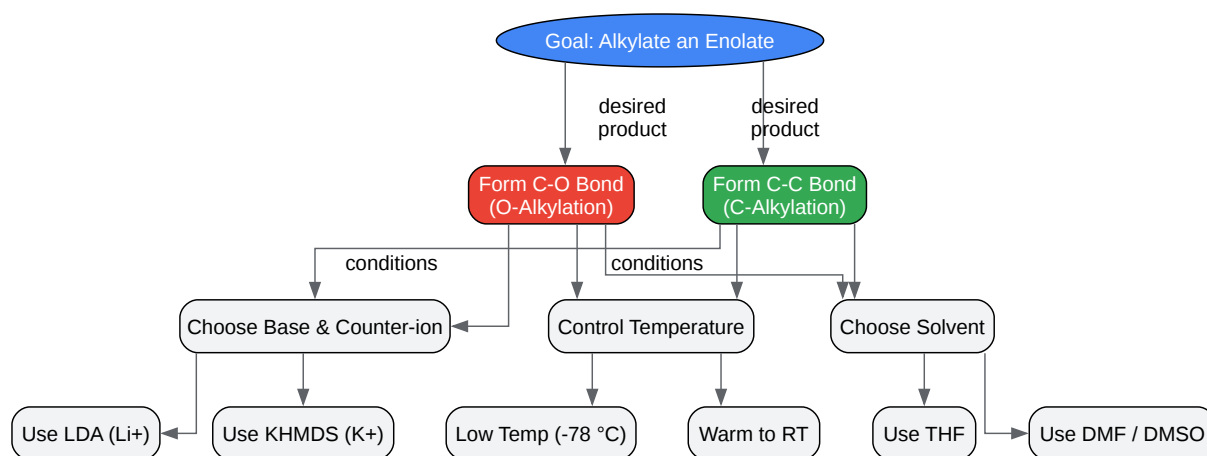 Goal: Alkylate an Enolate
desired
product
desired
product
Form C-O Bond
(O-Alkylation)
Form C-C Bond
(C-Alkylation)
conditions
conditions
Choose Base & Counter-ion
Control Temperature
Choose Solvent
Use LDA (Li+)
Use KHMDS (K+)
Low Temp (-78 °C)
Warm to RT
Use THF
Use DMF / DMSO